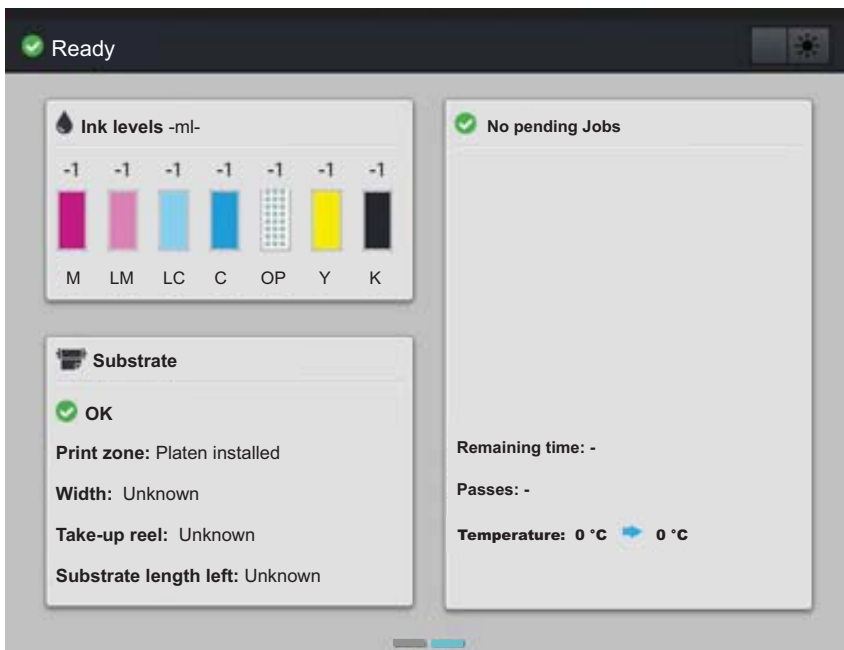 Ready
Ink levels -ml-
-1 -1 -1 -1 -1 -1 -1
M LM LC C OP Y K
Substrate
OK
Print zone: Platen installed
Width: Unknown
Take-up reel: Unknown
Substrate length left: Unknown
No pending Jobs
Remaining time: -
Passes: -
Temperature: 0 °C 0 °C